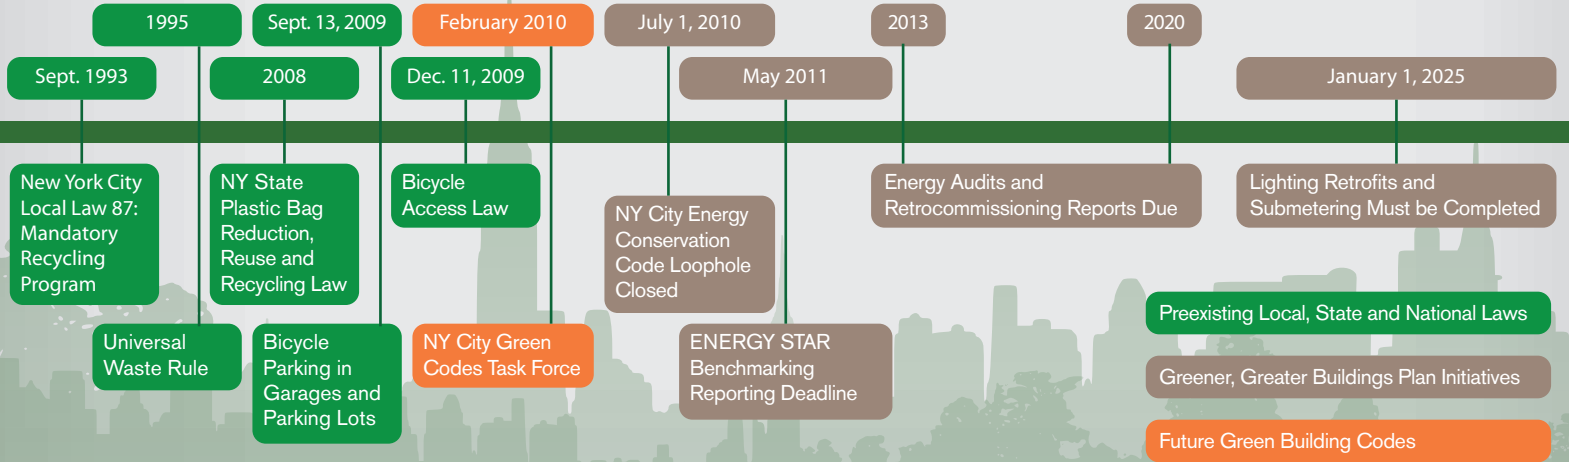 1995
Sept. 13, 2009
February 2010
July 1, 2010
2013
2020
Sept. 1993
2008
Dec. 11, 2009
May 2011
January 1, 2025
New York City
Local Law 87:
Mandatory
Recycling
Program
NY State
Plastic Bag
Reduction,
Reuse and
Recycling Law
Bicycle
Access Law
NY City Energy
Conservation
Code Loophole
Closed
Energy Audits and
Retrocommissioning Reports Due
Lighting Retrofits and
Submetering Must be Completed
Universal
Waste Rule
Bicycle
Parking in
Garages and
Parking Lots
NY City Green
Codes Task Force
ENERGY STAR
Benchmarking
Reporting Deadline
Preexisting Local, State and National Laws
Greener, Greater Buildings Plan Initiatives
Future Green Building Codes